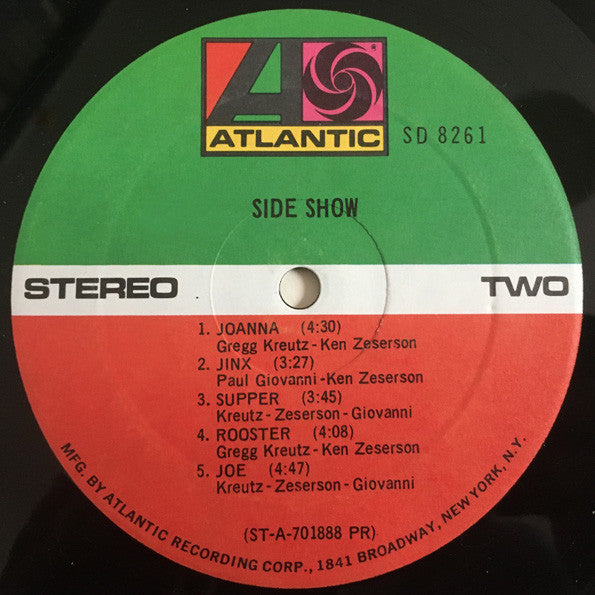 ATLANTIC
SD 8261
SIDE SHOW
STEREO TWO
1. JOANNA (4:30)
Gregg Kreutz - Ken Zeserson
2. JINX (3:27)
Paul Giovanni - Ken Zeserson
3. SUPPER (3:45)
Kreutz - Zeserson - Giovanni
4. ROOSTER (4:08)
Gregg Kreutz - Ken Zeserson
5. JOE (4:47)
Kreutz - Zeserson - Giovanni
(ST-A-701888 PR)
MFG. BY ATLANTIC RECORDING CORP., 1841 BROADWAY, NEW YORK, N.Y.